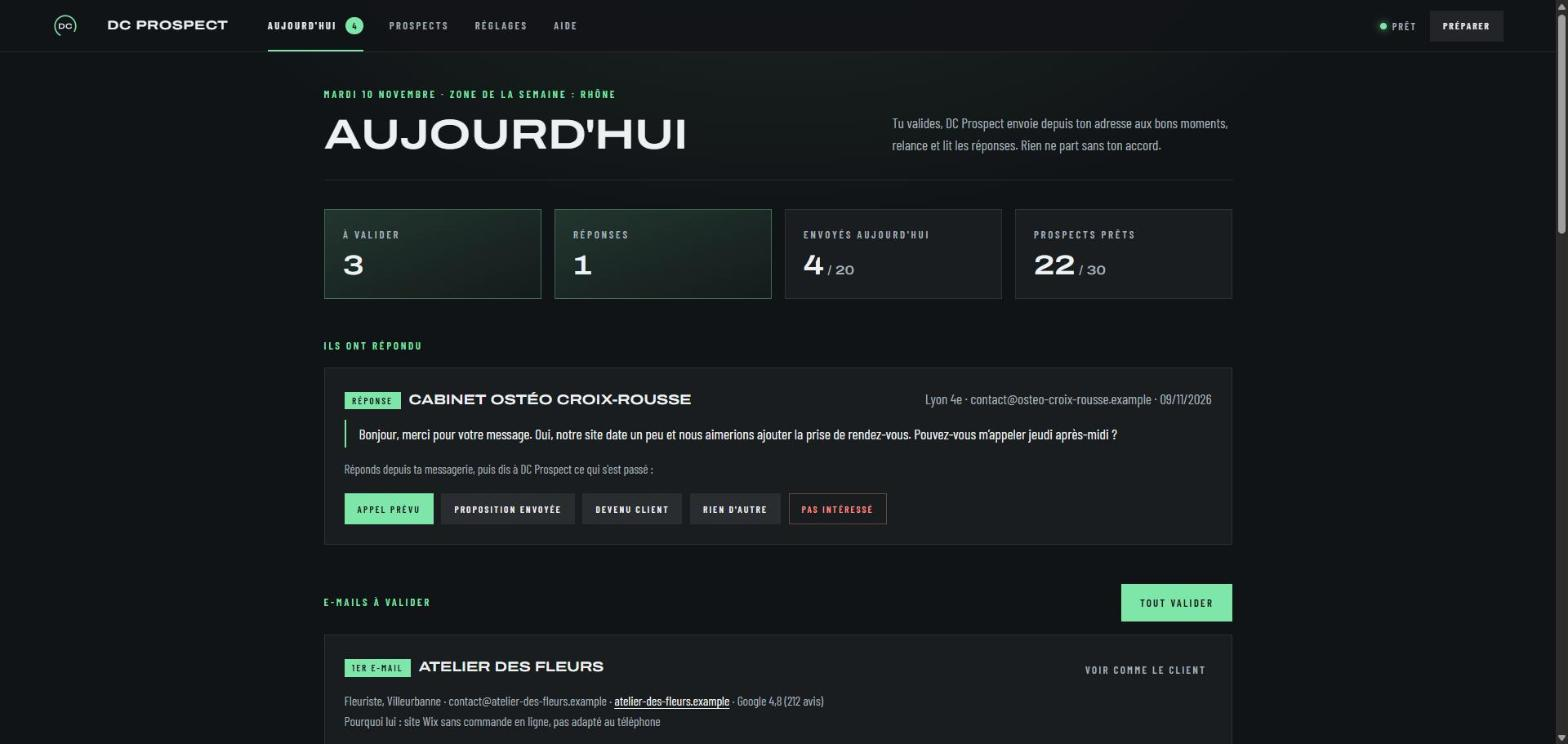 DC
DC PROSPECT
AUJOURD'HUI 4
PROSPECTS
RÉGLAGES
AIDE
PRÊT
PRÉPARER
MARDI 10 NOVEMBRE · ZONE DE LA SEMAINE : RHÔNE
AUJOURD'HUI
Tu valides, DC Prospect envoie depuis ton adresse aux bons moments,
relance et lit les réponses. Rien ne part sans ton accord.
À VALIDER
3
RÉPONSES
1
ENVOYÉS AUJOURD'HUI
4 / 20
PROSPECTS PRÊTS
22 / 30
ILS ONT RÉPONDU
RÉPONSE CABINET OSTÉO CROIX-ROUSSE
Lyon 4e · contact@osteo-croix-rousse.example · 09/11/2026
Bonjour, merci pour votre message. Oui, notre site date un peu et nous aimerions ajouter la prise de rendez-vous. Pouvez-vous m'appeler jeudi après-midi ?
Réponds depuis ta messagerie, puis dis à DC Prospect ce qui s'est passé :
APPEL PRÉVU
PROPOSITION ENVOYÉE
DEVENU CLIENT
RIEN D'AUTRE
PAS INTÉRESSÉ
E-MAILS À VALIDER
TOUT VALIDER
1ER E-MAIL ATELIER DES FLEURS
VOIR COMME LE CLIENT
Fleuriste, Villeurbanne · contact@atelier-des-fleurs.example · atelier-des-fleurs.example · Google 4,8 (212 avis)
Pourquoi lui : site Wix sans commande en ligne, pas adapté au téléphone